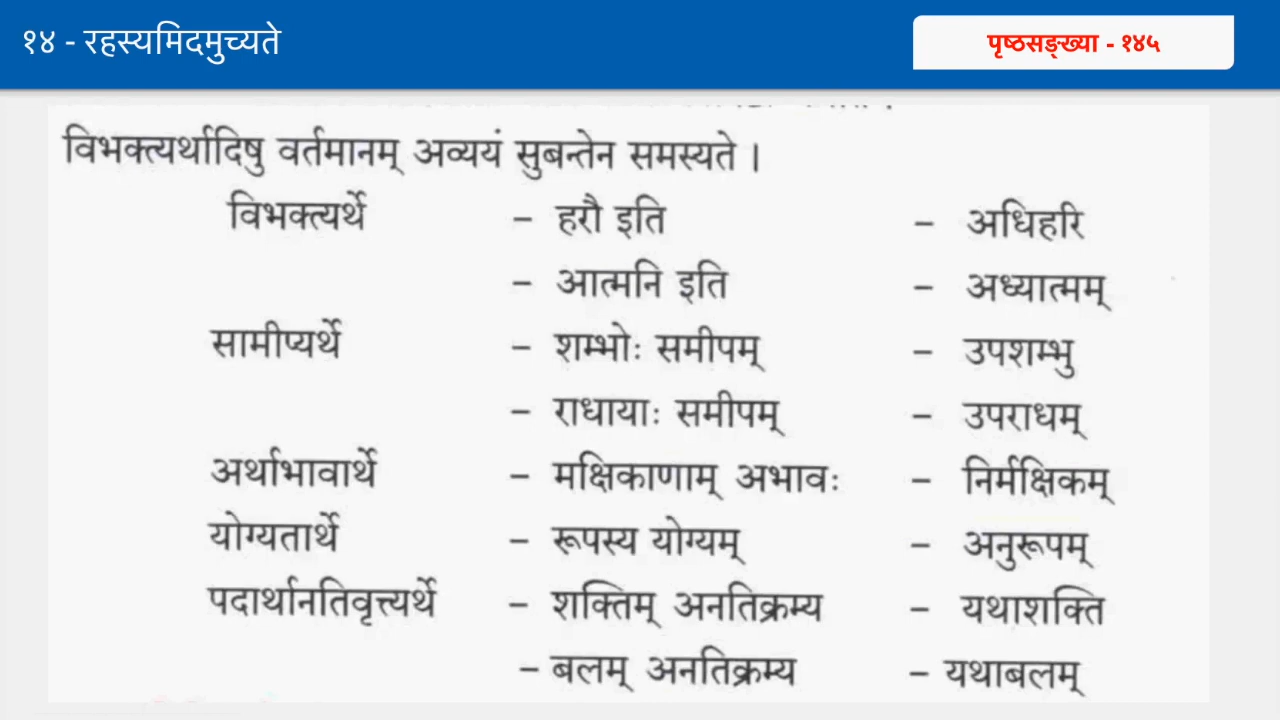 १४ - रहस्यमिदमुच्यते
पृष्ठसङ्ख्या - १४५
विभक्त्यर्थादिषु वर्तमानम् अव्ययं सुबन्तेन समस्यते ।
विभक्त्यर्थे – हरौ इति – अधिहरि
– आत्मनि इति – अध्यात्मम्
सामीप्यर्थे – शम्भोः समीपम् – उपशम्भु
– राधायाः समीपम् – उपराधम्
अर्थाभावार्थे – मक्षिकाणाम् अभावः – निर्मक्षिकम्
योग्यतार्थे – रूपस्य योग्यम् – अनुरूपम्
पदार्थानतिवृत्त्यर्थे – शक्तिम् अनतिक्रम्य – यथाशक्ति
– बलम् अनतिक्रम्य – यथाबलम्